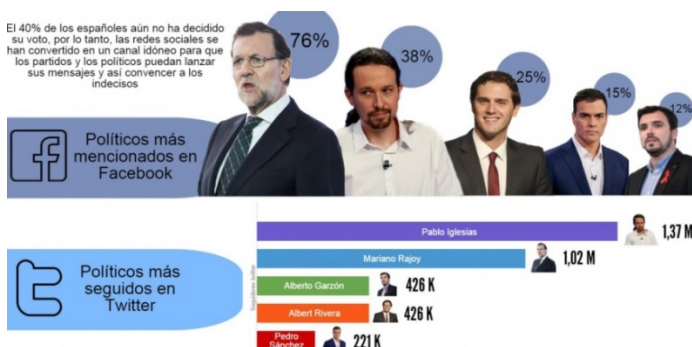 El 40% de los españoles aún no ha decidido
su voto, por lo tanto, las redes sociales se
han convertido en un canal idóneo para que
los partidos y los políticos puedan lanzar
sus mensajes y así convencer a los
indecisos
76%
38%
25%
15%
12%
Políticos más
mencionados en
Facebook
Políticos más
seguidos en
Twitter
Seguidores twitter
Pablo Iglesias
1,37 M
Mariano Rajoy
1,02 M
Alberto Garzón
426 K
Albert Rivera
426 K
Pedro
Sánchez
221 K